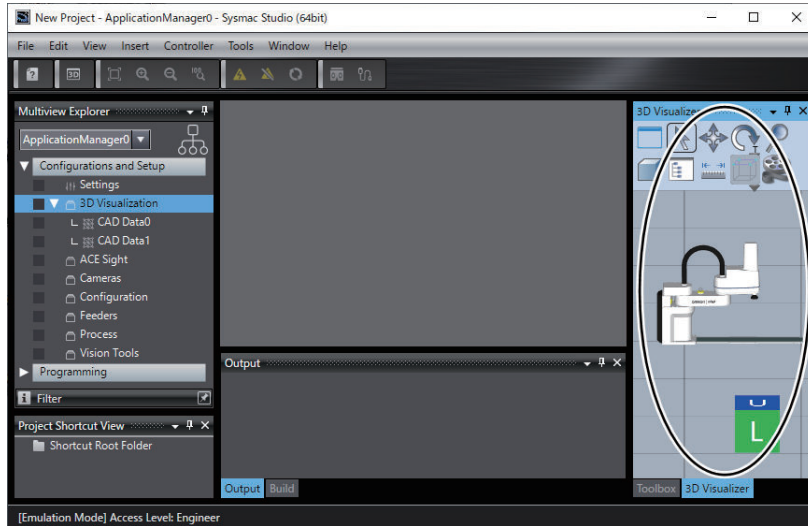 New Project - ApplicationManager0 - Sysmac Studio (64bit)
File Edit View Insert Controller Tools Window Help
3D
Multiview Explorer
ApplicationManager0
Configurations and Setup
Settings
3D Visualization
CAD Data0
CAD Data1
ACE Sight
Cameras
Configuration
Feeders
Process
Vision Tools
Programming
Filter
Project Shortcut View
Shortcut Root Folder
Output
Output Build
3D Visualizer
L
Toolbox 3D Visualizer
[Emulation Mode] Access Level: Engineer